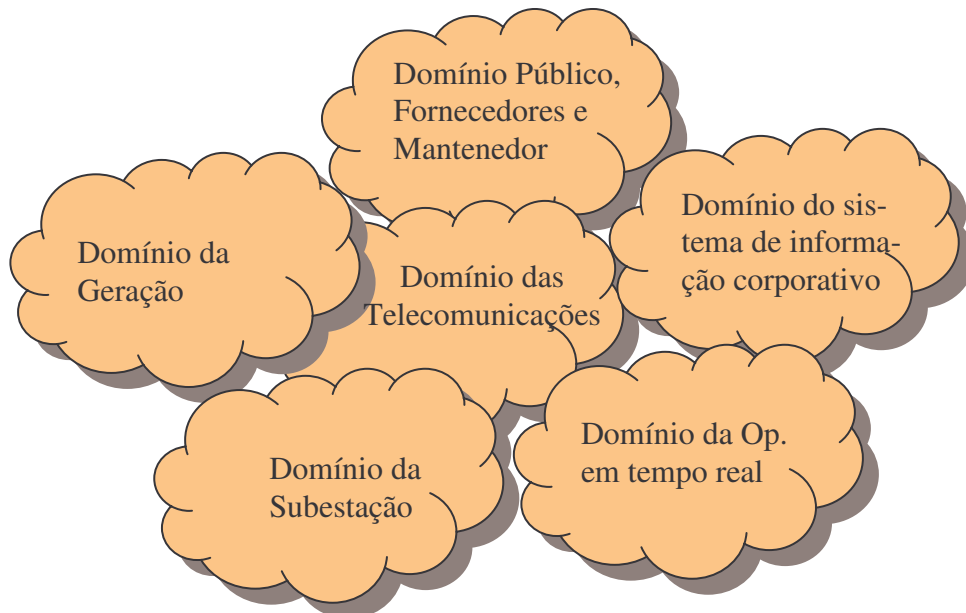 Domínio Público,
Fornecedores e
Mantenedor
Domínio do sis-
tema de informa-
ção corporativo
Domínio da
Geração
Domínio das
Telecomunicações
Domínio da Op.
em tempo real
Domínio da
Subestação